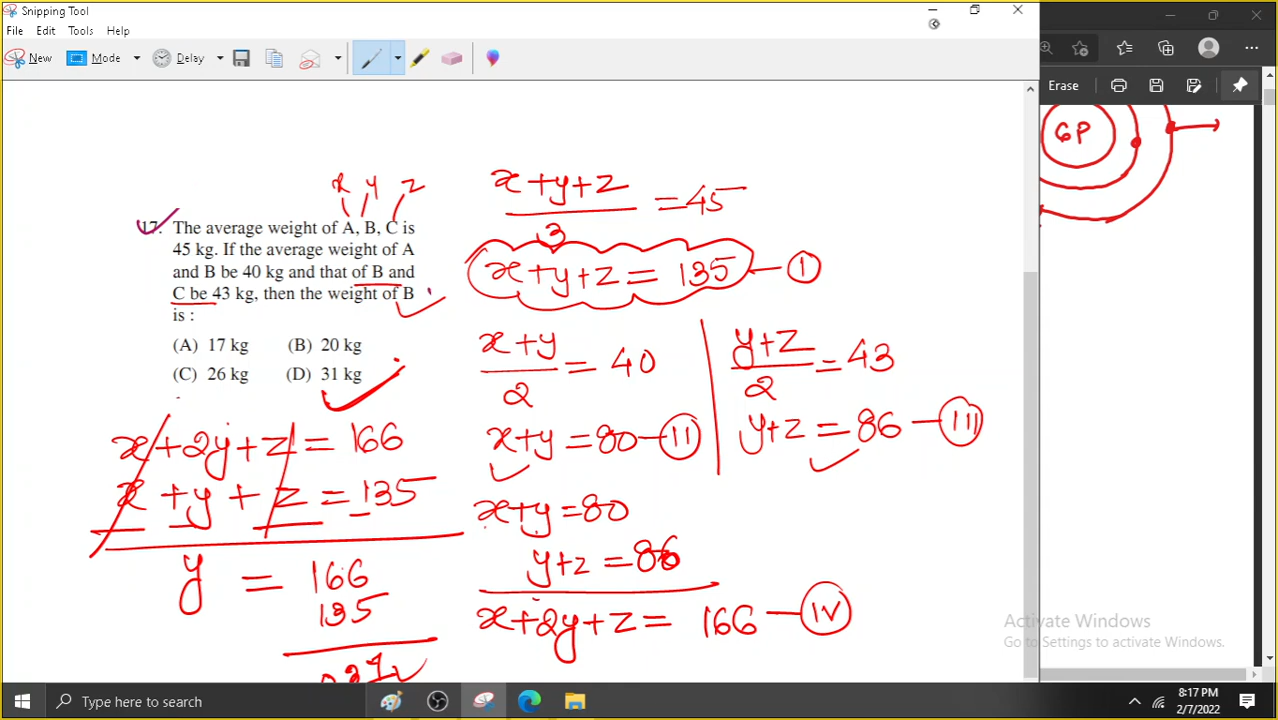 Snipping Tool
File Edit Tools Help
New Mode Delay
Erase
GP
x y z
17. The average weight of A, B, C is
45 kg. If the average weight of A
and B be 40 kg and that of B and
C be 43 kg, then the weight of B
is :
(A) 17 kg (B) 20 kg
(C) 26 kg (D) 31 kg
x+y+z
3
=45
x+y+z = 135 — I
x+y
2
= 40
x+y = 80 — II
y+z
2
= 43
y+z = 86 — III
x+y = 80
y+z = 86
x+2y+z = 166 — IV
x+2y+z = 166
x+y+z = 135
y = 166
135
Activate Windows
Go to Settings to activate Windows.
Type here to search
8:17 PM
2/7/2022